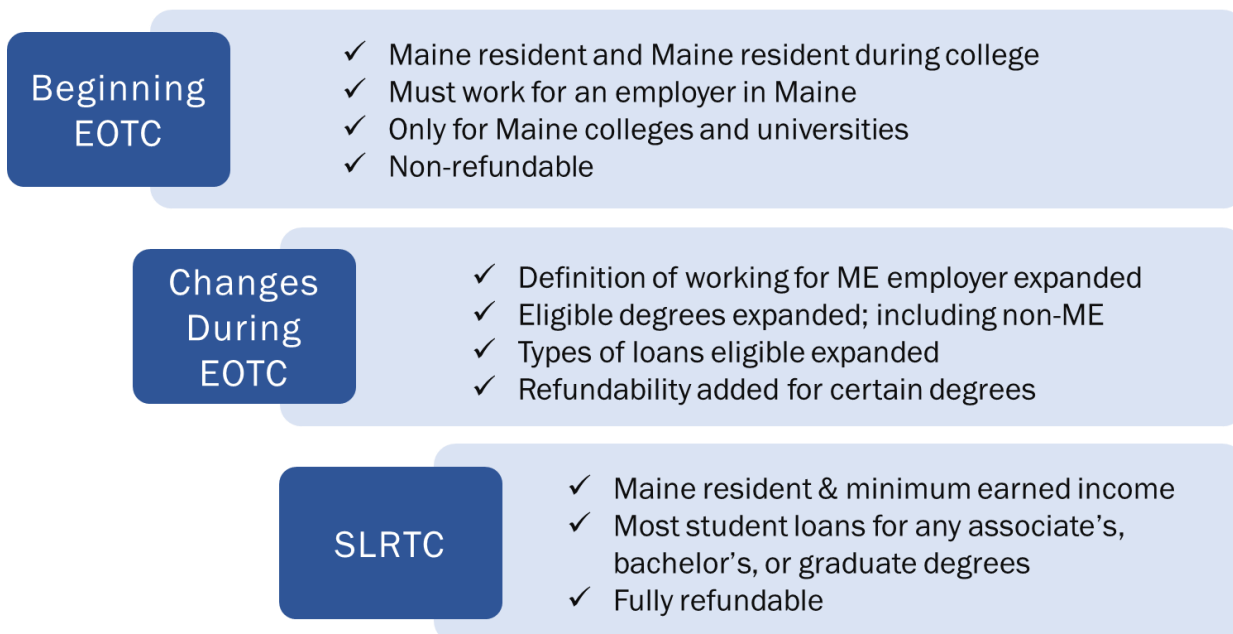 Beginning
EOTC
✓ Maine resident and Maine resident during college
✓ Must work for an employer in Maine
✓ Only for Maine colleges and universities
✓ Non-refundable
Changes
During
EOTC
✓ Definition of working for ME employer expanded
✓ Eligible degrees expanded; including non-ME
✓ Types of loans eligible expanded
✓ Refundability added for certain degrees
SLRTC
✓ Maine resident & minimum earned income
✓ Most student loans for any associate’s,
bachelor’s, or graduate degrees
✓ Fully refundable